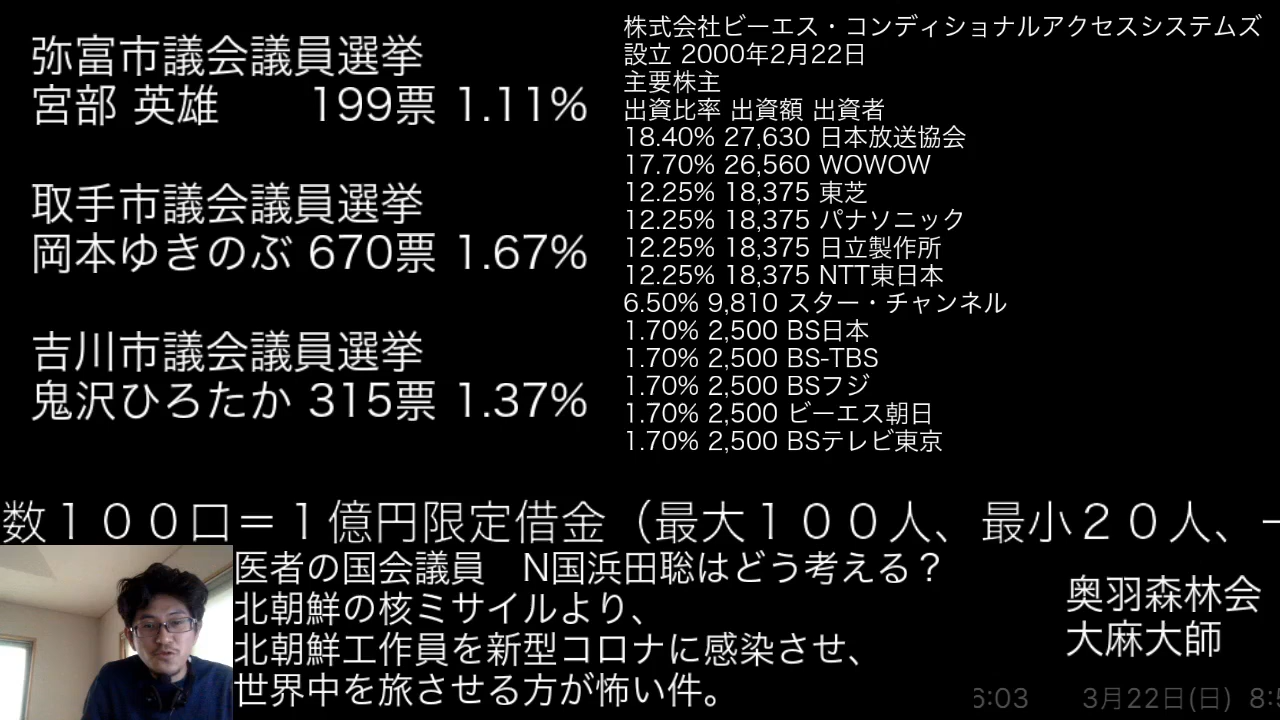 弥富市議会議員選挙
宮部 英雄 199票 1.11%
取手市議会議員選挙
岡本ゆきのぶ 670票 1.67%
吉川市議会議員選挙
鬼沢ひろたか 315票 1.37%
株式会社ビーエス・コンディショナルアクセスシステムズ
設立 2000年2月22日
主要株主
出資比率 出資額 出資者
18.40% 27,630 日本放送協会
17.70% 26,560 WOWOW
12.25% 18,375 東芝
12.25% 18,375 パナソニック
12.25% 18,375 日立製作所
12.25% 18,375 NTT東日本
6.50% 9,810 スター・チャンネル
1.70% 2,500 BS日本
1.70% 2,500 BS-TBS
1.70% 2,500 BSフジ
1.70% 2,500 ビーエス朝日
1.70% 2,500 BSテレビ東京
数１００口＝１億円限定借金（最大１００人、最小２０人、
医者の国会議員　N国浜田聡はどう考える？
北朝鮮の核ミサイルより、
北朝鮮工作員を新型コロナに感染させ、
世界中を旅させる方が怖い件。
奥羽森林会
大麻大師
:03 3月22日(日) 8: